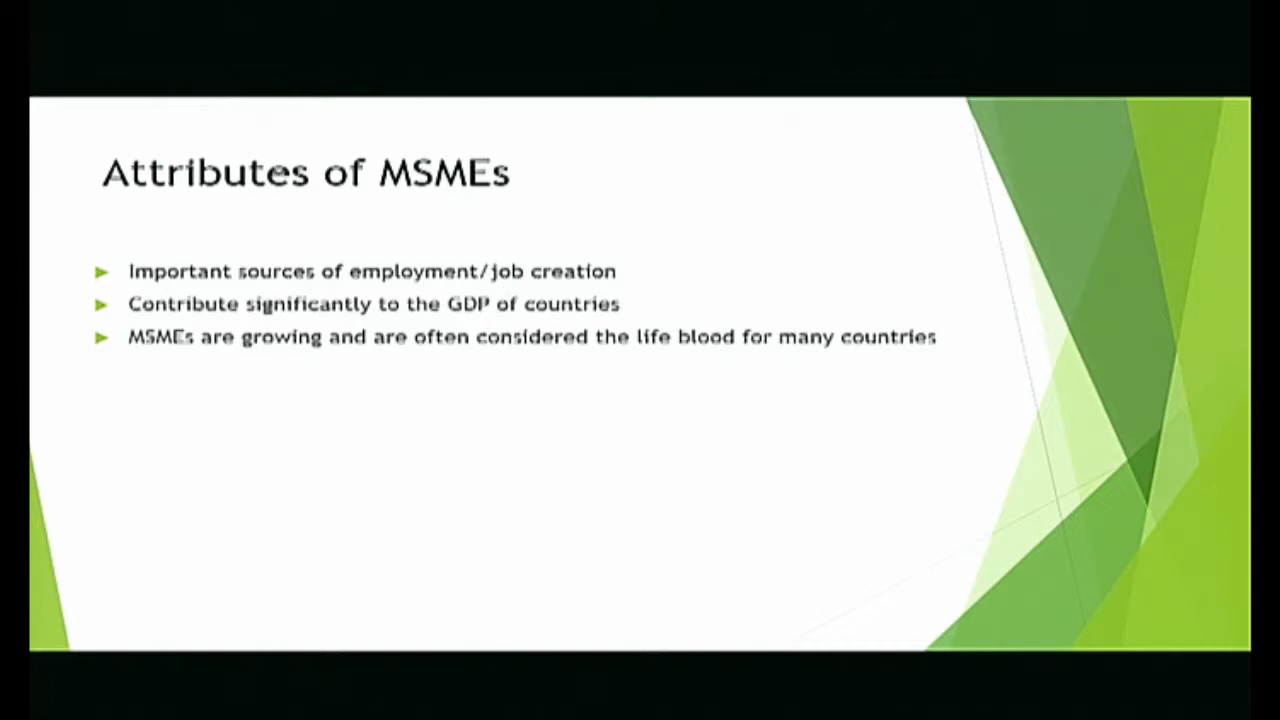 Attributes of MSMEs
Important sources of employment/job creation
Contribute significantly to the GDP of countries
MSMEs are growing and are often considered the life blood for many countries